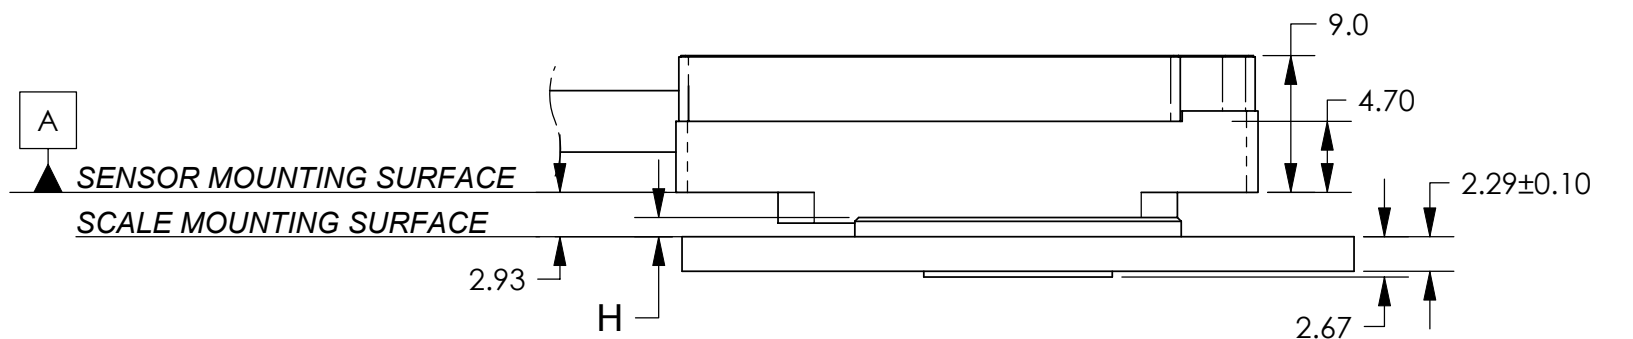 9.0
4.70
A
SENSOR MOUNTING SURFACE
2.29±0.10
SCALE MOUNTING SURFACE
2.93
H
2.67